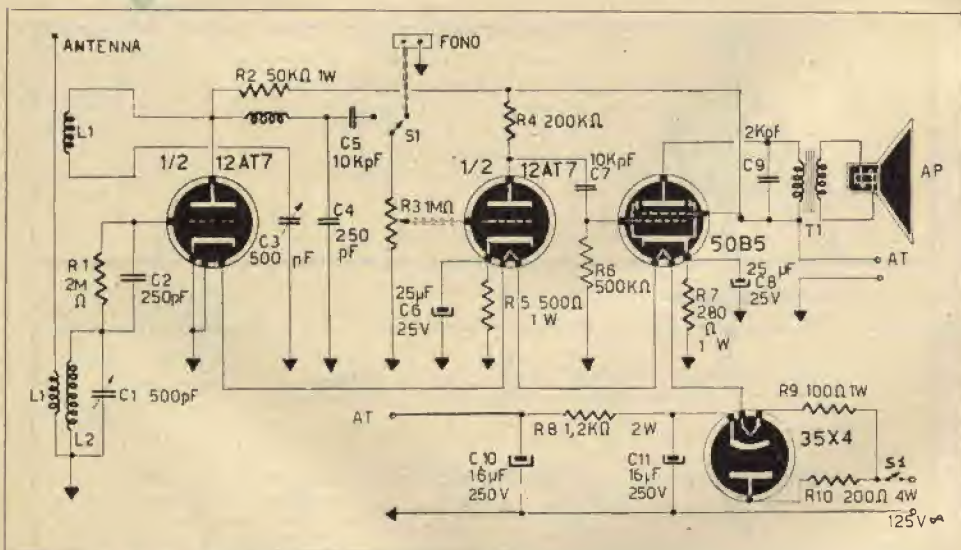 ANTENNA
FONO
R2 50KΩ 1W
L1
C5
10KpF
S1
R4 200KΩ
1/2 12AT7
1/2 12AT7
10KpF
C7
2KpF
C9
AP
T1
R3 1MΩ
C3
500 pF
C4
250
pF
50B5
R1
2M
Ω
C2
250pF
25µF
C6
25V
R5 500Ω
1 W
R6
500KΩ
R7
280
Ω
1 W
25 µF
C8
25V
AT
L1
L2
C1 500pF
AT
R8 1,2KΩ 2W
C10
16µF
250V
C11
16µF
250V
R9 100Ω 1W
35X4
S1
R10 200Ω 4W
125V∞